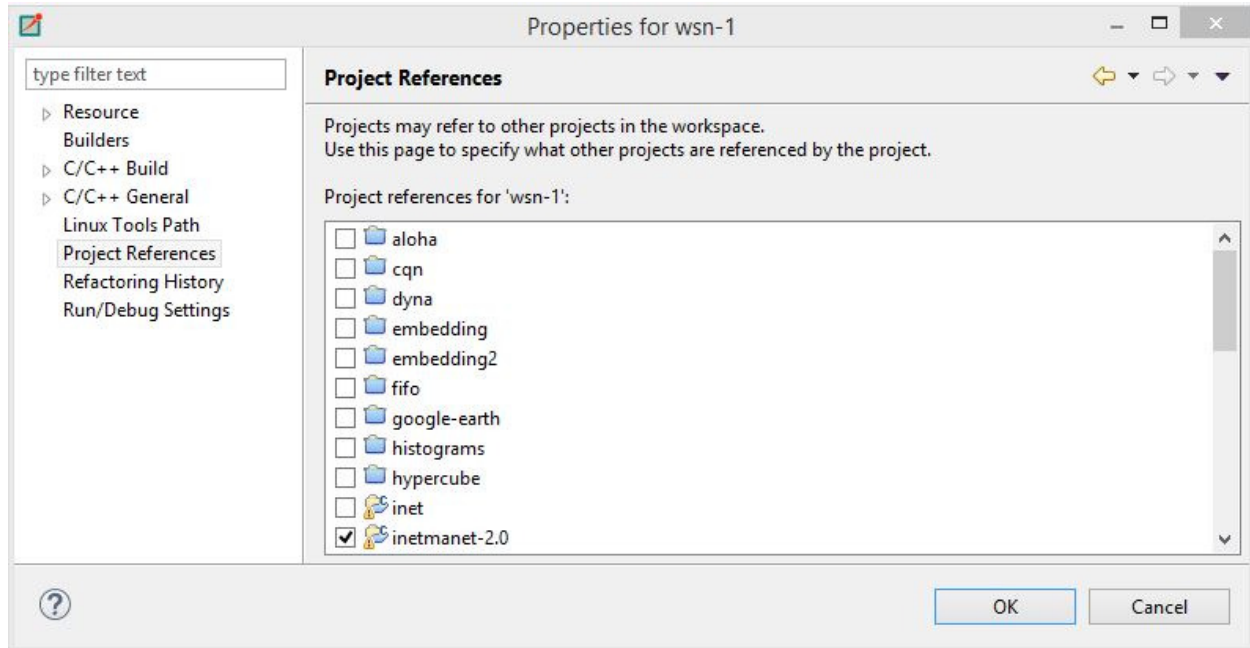 Properties for wsn-1
type filter text
Resource
Builders
C/C++ Build
C/C++ General
Linux Tools Path
Project References
Refactoring History
Run/Debug Settings
Project References
Projects may refer to other projects in the workspace.
Use this page to specify what other projects are referenced by the project.
Project references for 'wsn-1':
aloha
cqn
dyna
embedding
embedding2
fifo
google-earth
histograms
hypercube
inet
inetmanet-2.0
OK
Cancel